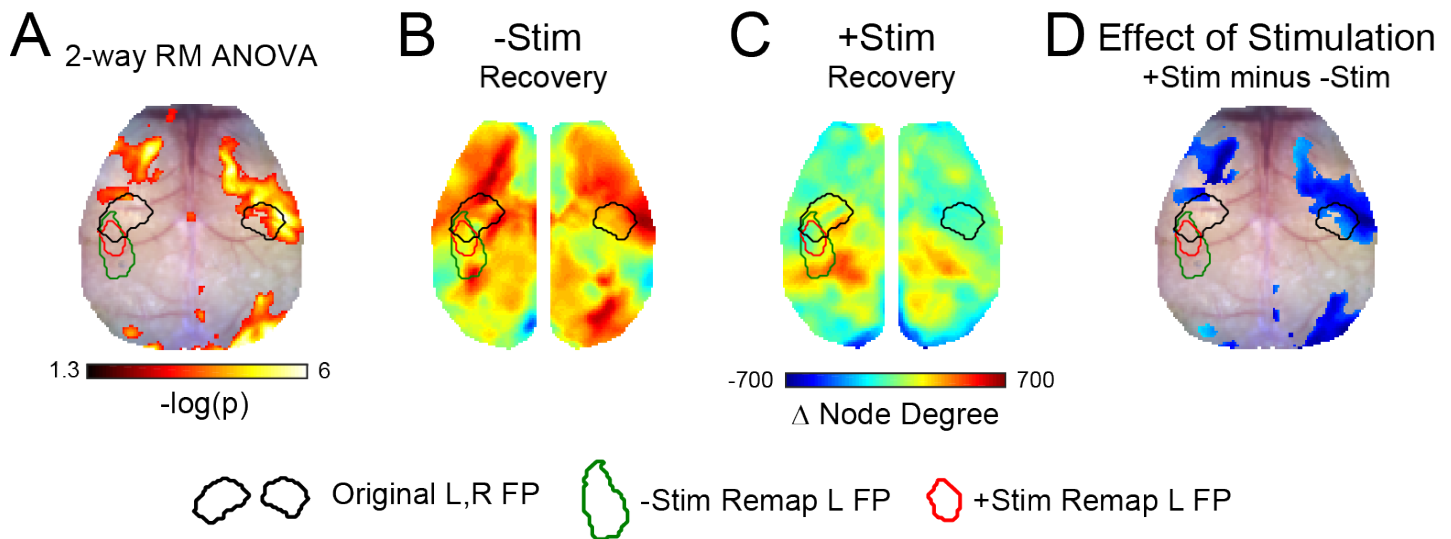 A
2-way RM ANOVA
1.3
6
-log(p)
B
-Stim
Recovery
C
+Stim
Recovery
-700
700
Δ Node Degree
D
Effect of Stimulation
+Stim minus -Stim
Original L,R FP
-Stim Remap L FP
+Stim Remap L FP